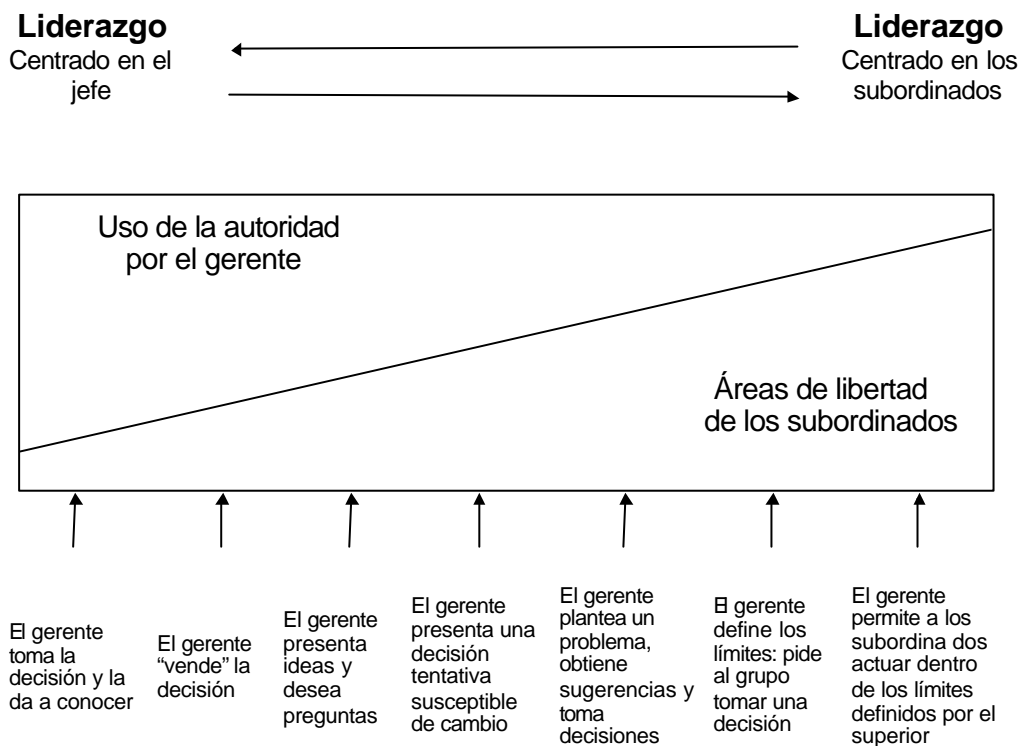 Liderazgo
Centrado en el
jefe
Liderazgo
Centrado en los
subordinados
Uso de la autoridad
por el gerente
Áreas de libertad
de los subordinados
El gerente
toma la
decisión y la
da a conocer
El gerente
“vende” la
decisión
El gerente
presenta
ideas y
desea
preguntas
El gerente
presenta una
decisión
tentativa
susceptible
de cambio
El gerente
plantea un
problema,
obtiene
sugerencias y
toma
decisiones
El gerente
define los
límites: pide
al grupo
tomar una
decisión
El gerente
permite a los
subordina dos
actuar dentro
de los límites
definidos por el
superior